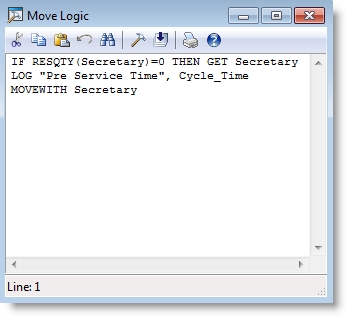 Move Logic
IF RESQTY(Secretary)=0 THEN GET Secretary
LOG "Pre Service Time", Cycle_Time
MOVEWITH Secretary
Line: 1